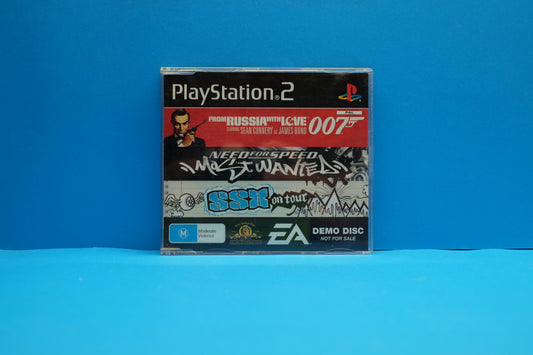 PlayStation®2
PAL
FROM RUSSIA WITH LOVE
STARRING SEAN CONNERY AS JAMES BOND 007
NEED FOR SPEED
MOST WANTED
SSX on tour
M Moderate Violence
EA DEMO DISC
NOT FOR SALE